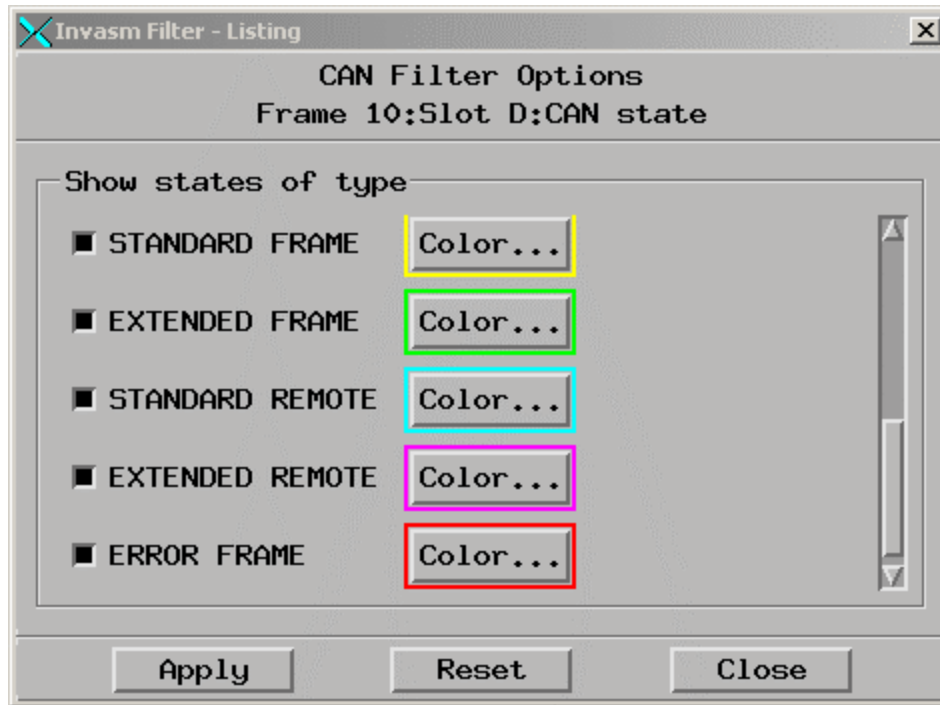 Invasm Filter - Listing
CAN Filter Options
Frame 10:Slot D:CAN state
Show states of type
STANDARD FRAME Color...
EXTENDED FRAME Color...
STANDARD REMOTE Color...
EXTENDED REMOTE Color...
ERROR FRAME Color...
Apply Reset Close